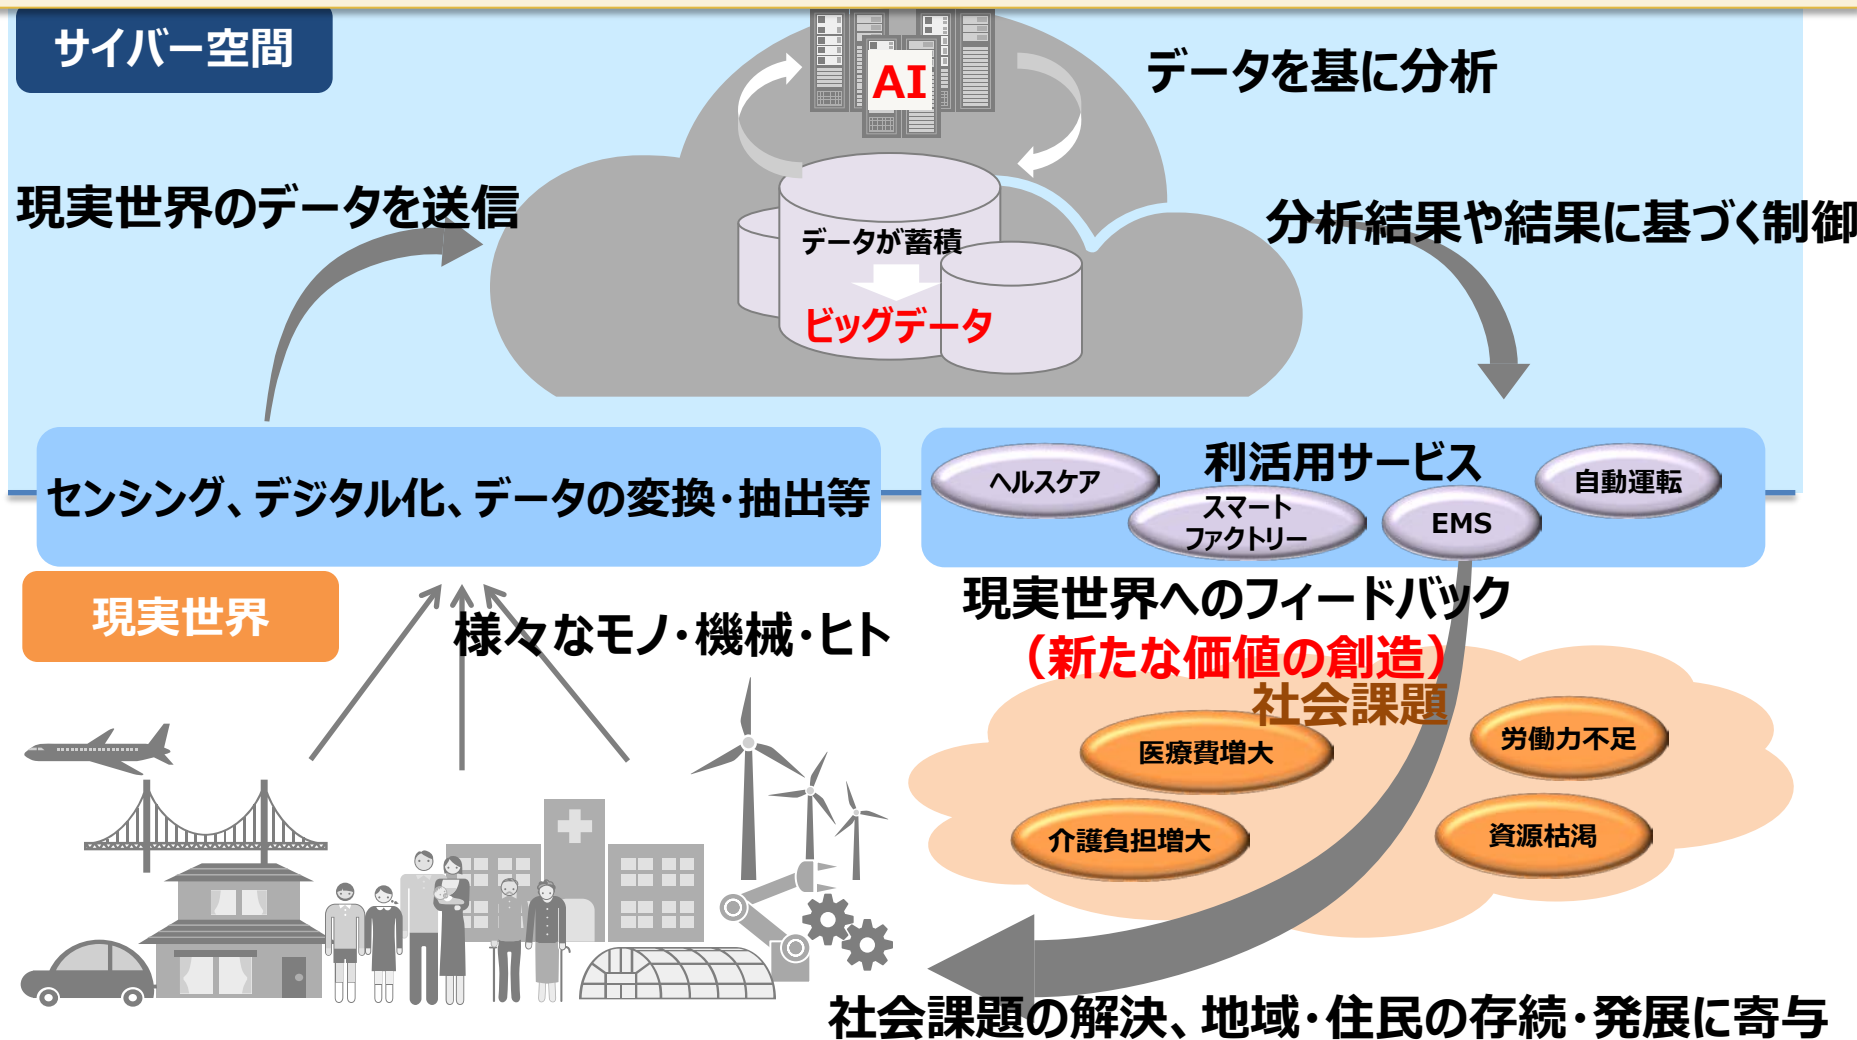 サイバー空間
AI
データを基に分析
現実世界のデータを送信
分析結果や結果に基づく制御
データが蓄積
ビッグデータ
センシング、デジタル化、データの変換・抽出等
利活用サービス
ヘルスケア
スマート
ファクトリー
EMS
自動運転
現実世界
様々なモノ・機械・ヒト
現実世界へのフィードバック
（新たな価値の創造）
社会課題
医療費増大
労働力不足
介護負担増大
資源枯渇
社会課題の解決、地域・住民の存続・発展に寄与